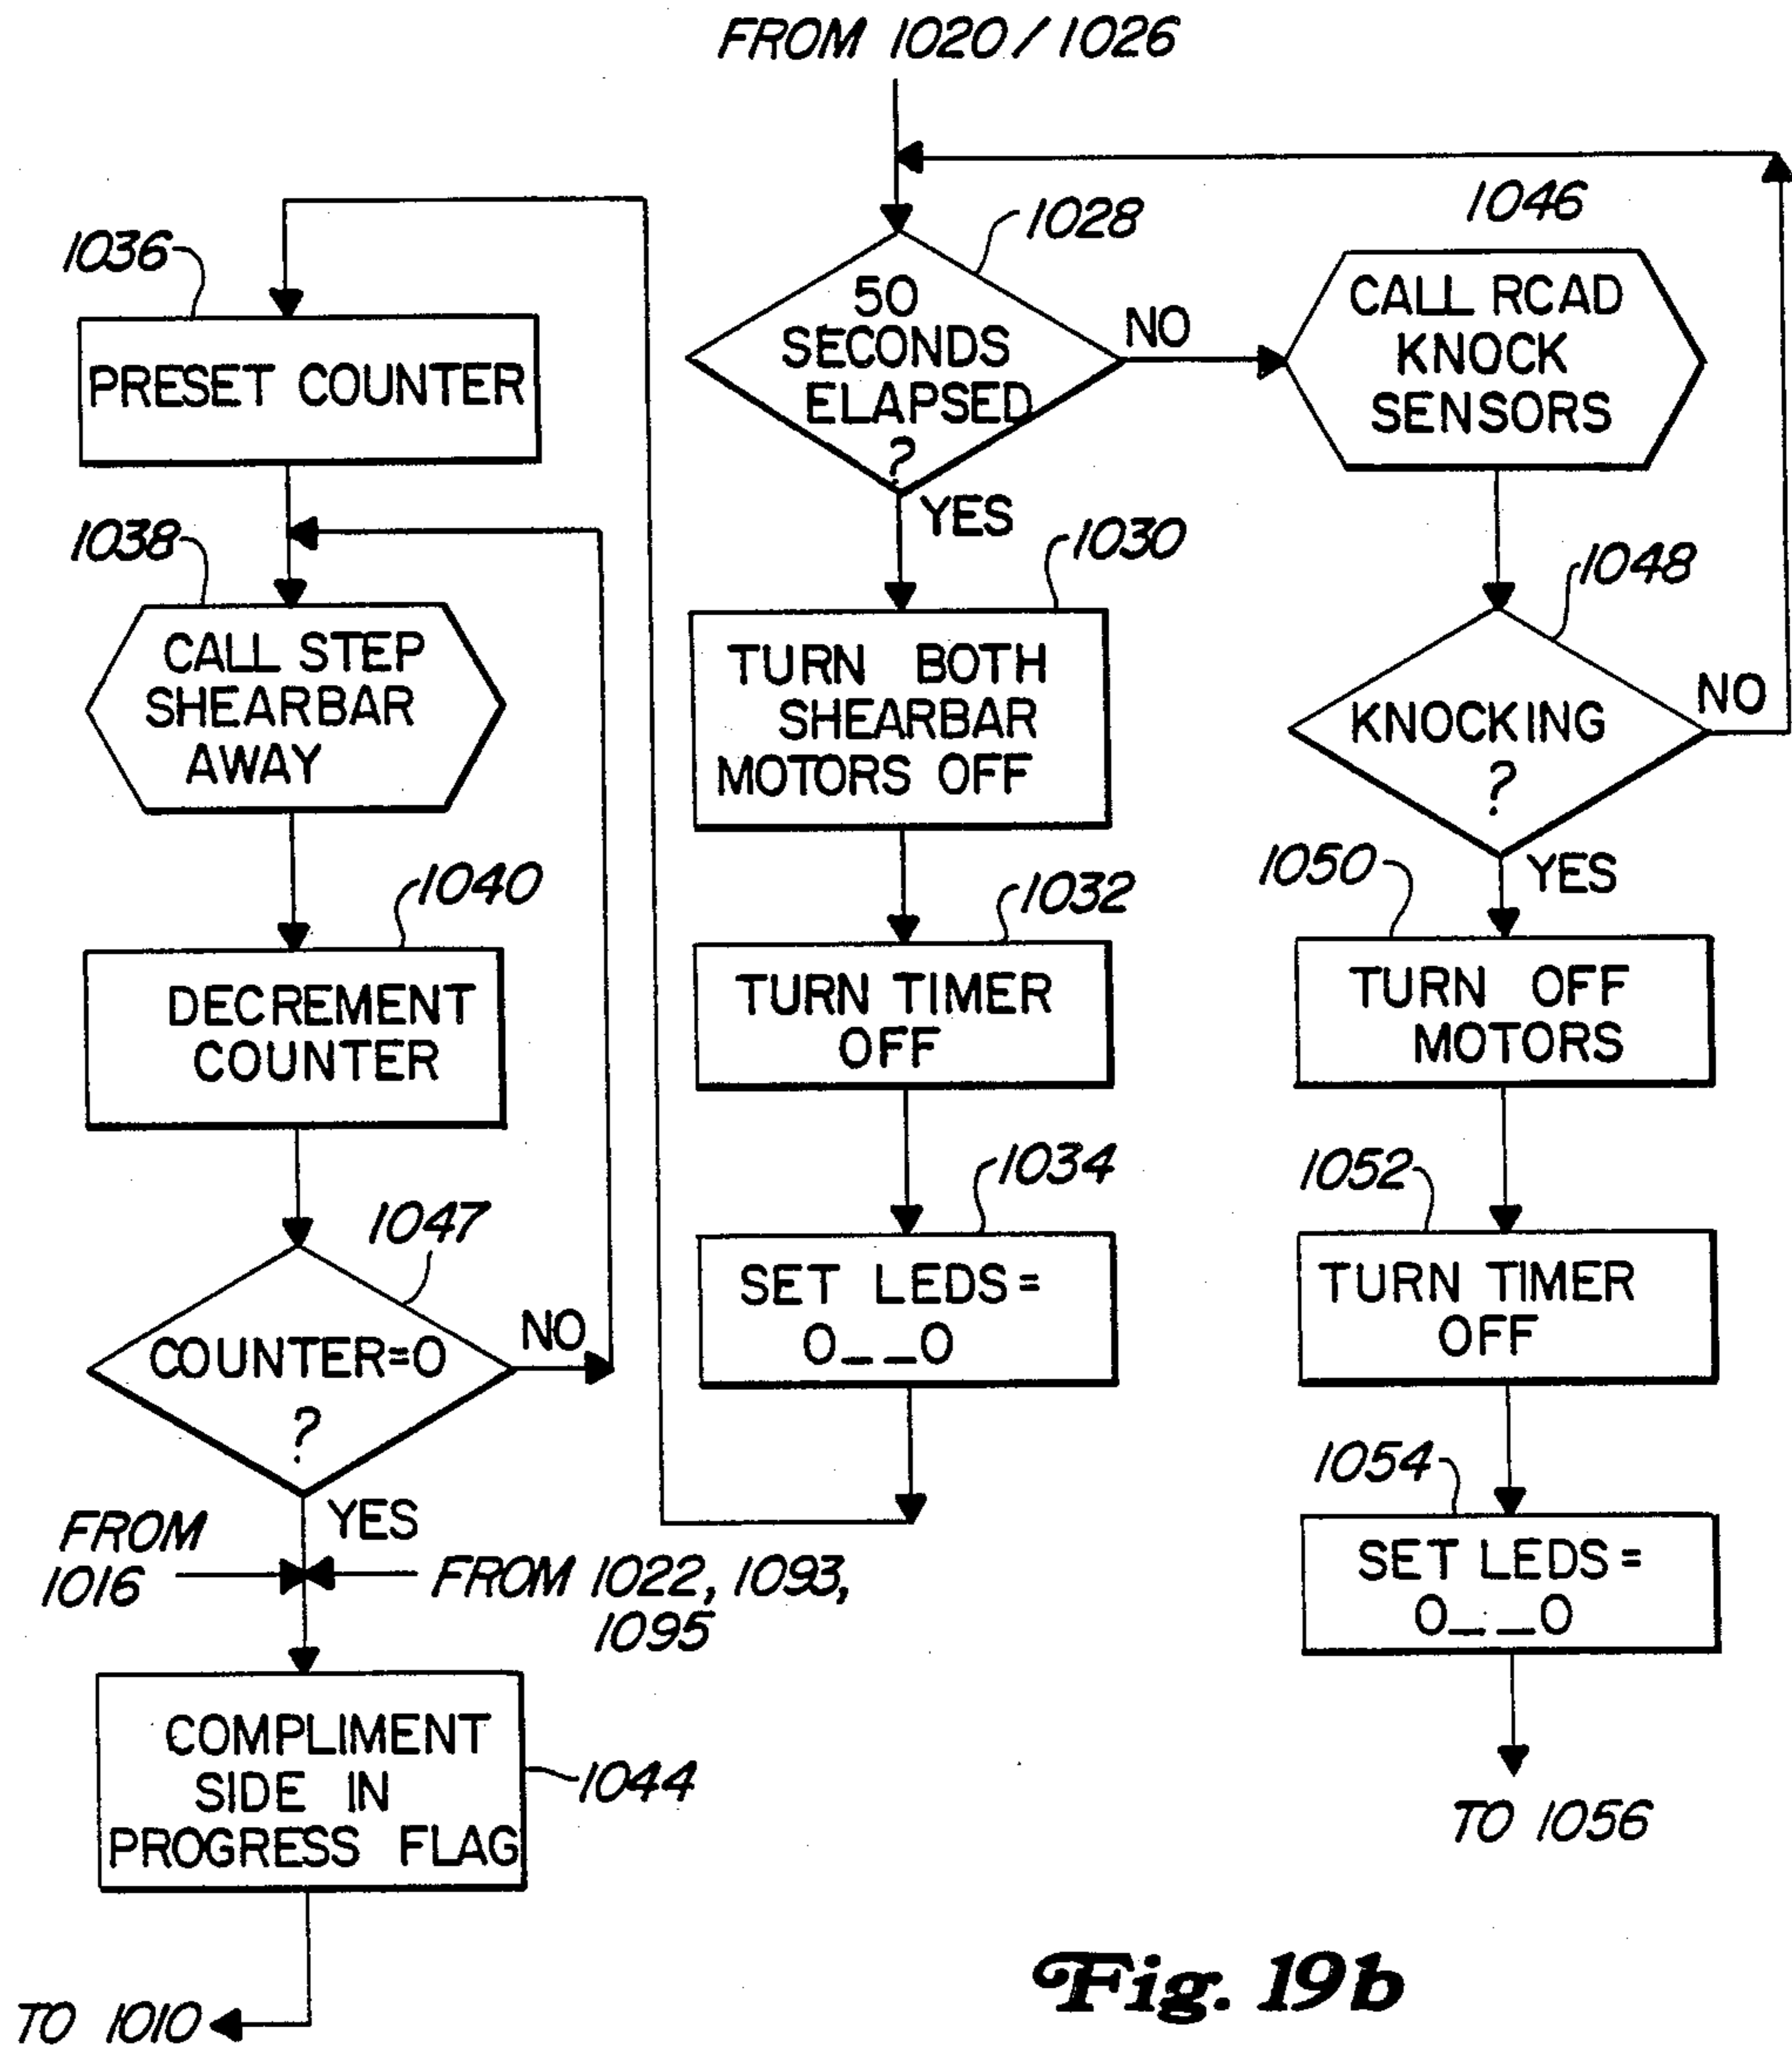 FROM 1020 / 1026
1028
50
SECONDS
ELAPSED
?
NO
YES
1046
CALL RCAD
KNOCK
SENSORS
1048
KNOCKING
?
NO
YES
1030
TURN BOTH
SHEARBAR
MOTORS OFF
1032
TURN TIMER
OFF
1034
SET LEDS =
0_ _0
1036
PRESET COUNTER
1038
CALL STEP
SHEARBAR
AWAY
1040
DECREMENT
COUNTER
1047
COUNTER=0
?
NO
YES
FROM
1016
FROM 1022, 1093,
1095
COMPLIMENT
SIDE IN
PROGRESS FLAG
1044
TO 1010
1050
TURN OFF
MOTORS
1052
TURN TIMER
OFF
1054
SET LEDS =
0_ _0
TO 1056
Fig. 19b